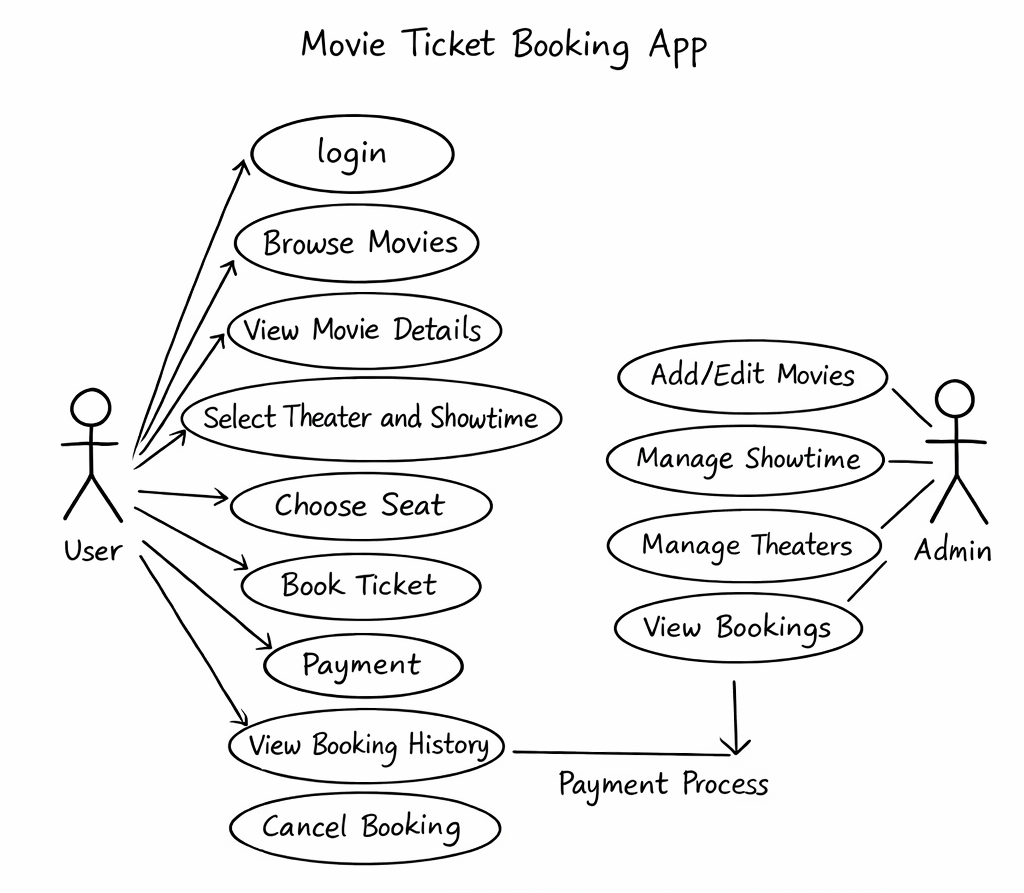 Movie Ticket Booking App
login
Browse Movies
View Movie Details
Select Theater and Showtime
Choose Seat
Book Ticket
Payment
View Booking History
Cancel Booking
User
Add/Edit Movies
Manage Showtime
Manage Theaters
View Bookings
Admin
Payment Process